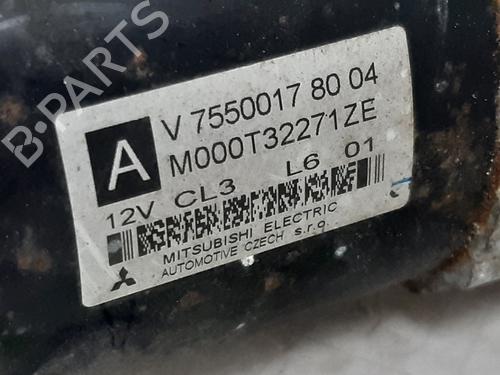 B-PARTS
A
V 7550017 80 04
M000T32271ZE
12V CL3 L6 01
MITSUBISHI ELECTRIC
AUTOMOTIVE CZECH s.r.o.